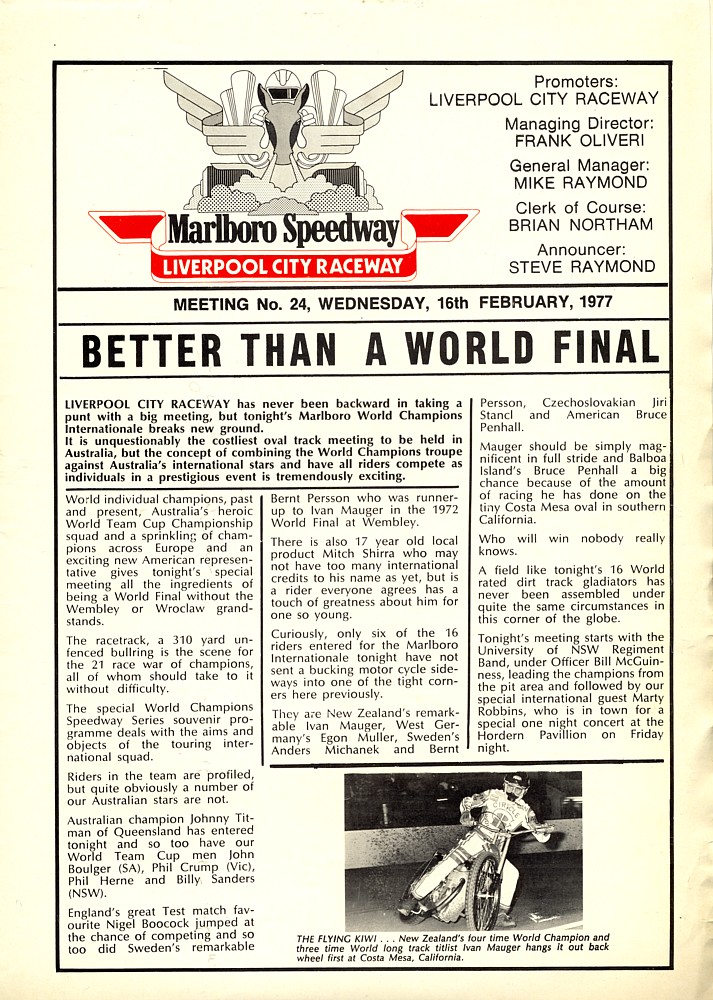 Promoters:
LIVERPOOL CITY RACEWAY
Managing Director:
FRANK OLIVERI
General Manager:
MIKE RAYMOND
Clerk of Course:
BRIAN NORTHAM
Announcer:
STEVE RAYMOND
Marlboro Speedway
LIVERPOOL CITY RACEWAY
MEETING No. 24, WEDNESDAY, 16th FEBRUARY, 1977
BETTER THAN A WORLD FINAL
LIVERPOOL CITY RACEWAY has never been backward in taking a
punt with a big meeting, but tonight's Marlboro World Champions
Internationale breaks new ground.
It is unquestionably the costliest oval track meeting to be held in
Australia, but the concept of combining the World Champions troupe
against Australia's international stars and have all riders compete as
individuals in a prestigious event is tremendously exciting.
World individual champions, past
and present, Australia's heroic
World Team Cup Championship
squad and a sprinkling of cham-
pions across Europe and an
exciting new American represen-
tative gives tonight's special
meeting all the ingredients of
being a World Final without the
Wembley or Wroclaw grand-
stands.
The racetrack, a 310 yard un-
fenced bullring is the scene for
the 21 race war of champions,
all of whom should take to it
without difficulty.
The special World Champions
Speedway Series souvenir pro-
gramme deals with the aims and
objects of the touring inter-
national squad.
Riders in the team are profiled,
but quite obviously a number of
our Australian stars are not.
Australian champion Johnny Tit-
man of Queensland has entered
tonight and so too have our
World Team Cup men John
Boulger (SA), Phil Crump (Vic),
Phil Herne and Billy Sanders
(NSW).
England's great Test match fav-
ourite Nigel Boocock jumped at
the chance of competing and so
too did Sweden's remarkable
Bernt Persson who was runner-
up to Ivan Mauger in the 1972
World Final at Wembley.
There is also 17 year old local
product Mitch Shirra who may
not have too many international
credits to his name as yet, but is
a rider everyone agrees has a
touch of greatness about him for
one so young.
Curiously, only six of the 16
riders entered for the Marlboro
Internationale tonight have not
sent a bucking motor cycle side-
ways into one of the tight corn-
ers here previously.
They are New Zealand's remark-
able Ivan Mauger, West Ger-
many's Egon Muller, Sweden's
Anders Michanek and Bernt
Persson, Czechoslovakian Jiri
Stancl and American Bruce
Penhall.
Mauger should be simply mag-
nificent in full stride and Balboa
Island's Bruce Penhall a big
chance because of the amount
of racing he has done on the
tiny Costa Mesa oval in southern
California.
Who will win nobody really
knows.
A field like tonight's 16 World
rated dirt track gladiators has
never been assembled under
quite the same circumstances in
this corner of the globe.
Tonight's meeting starts with the
University of NSW Regiment
Band, under Officer Bill McGuin-
ness, leading the champions from
the pit area and followed by our
special international guest Marty
Robbins, who is in town for a
special one night concert at the
Hordern Pavillion on Friday
night.
THE FLYING KIWI . . . New Zealand's four time World Champion and
three time World long track titlist Ivan Mauger hangs it out back
wheel first at Costa Mesa, California.